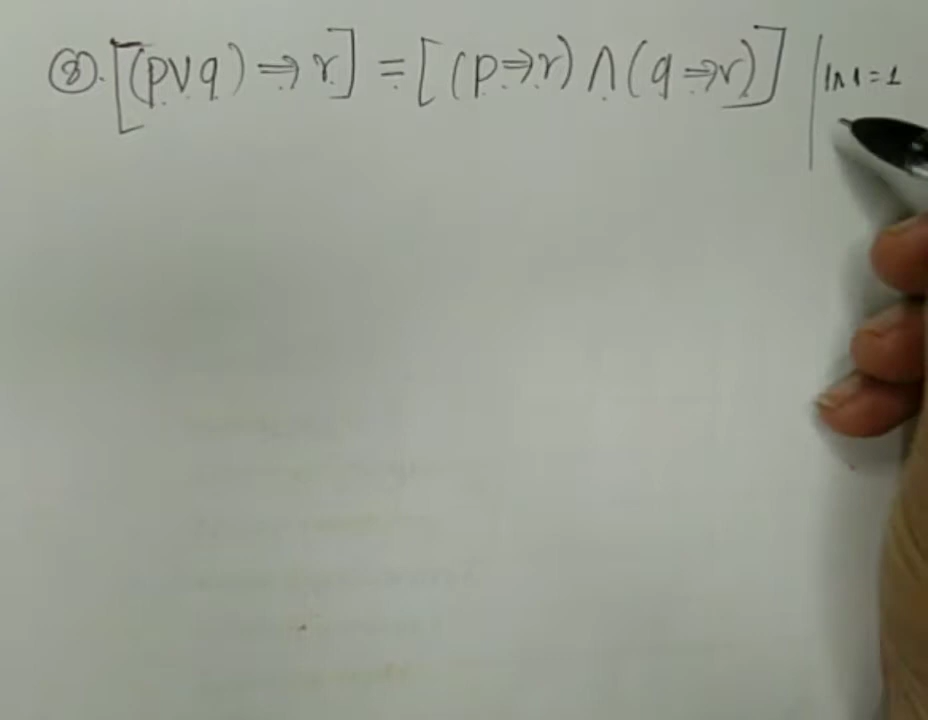 ⑧. [(p∨q) ⇒ r] = [(p⇒r) ∧ (q⇒r)] | 1∧1=1